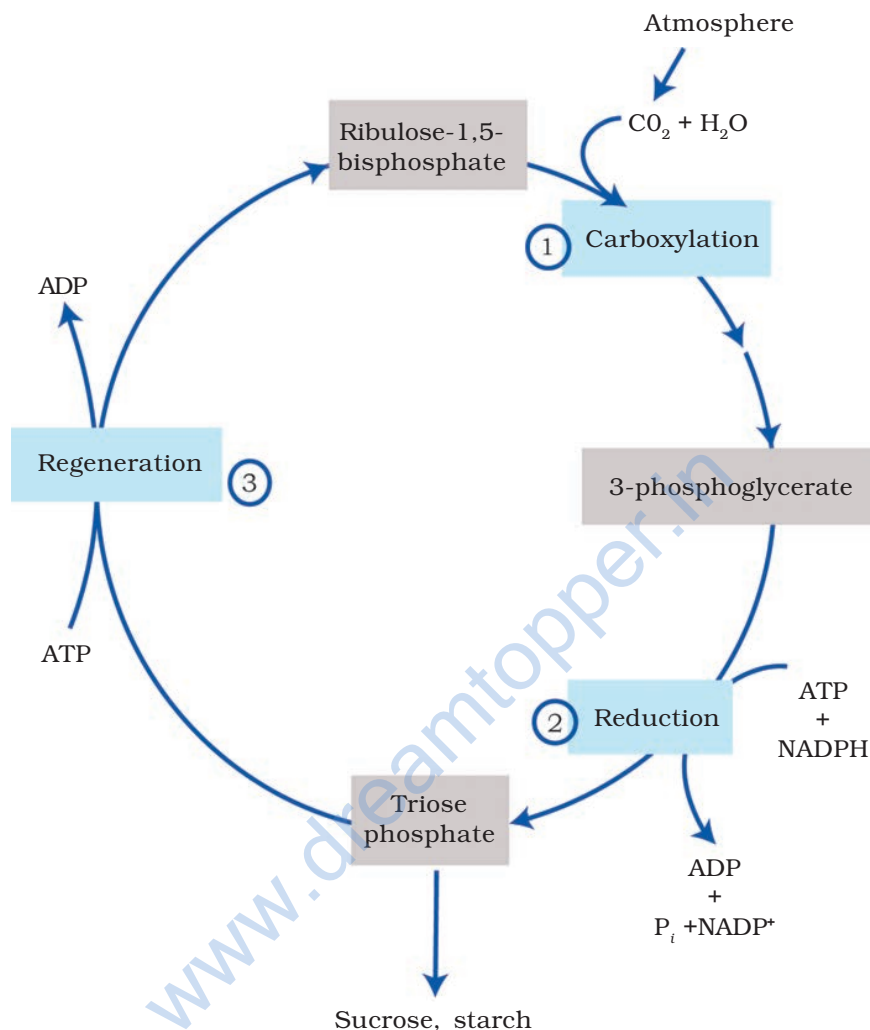 Atmosphere
C0₂ + H₂O
Ribulose-1,5-
bisphosphate
1
Carboxylation
ADP
Regeneration
3
3-phosphoglycerate
ATP
2
Reduction
ATP
+
NADPH
Triose
phosphate
ADP
+
Pᵢ +NADP⁺
Sucrose, starch
www.dreamtopper.in